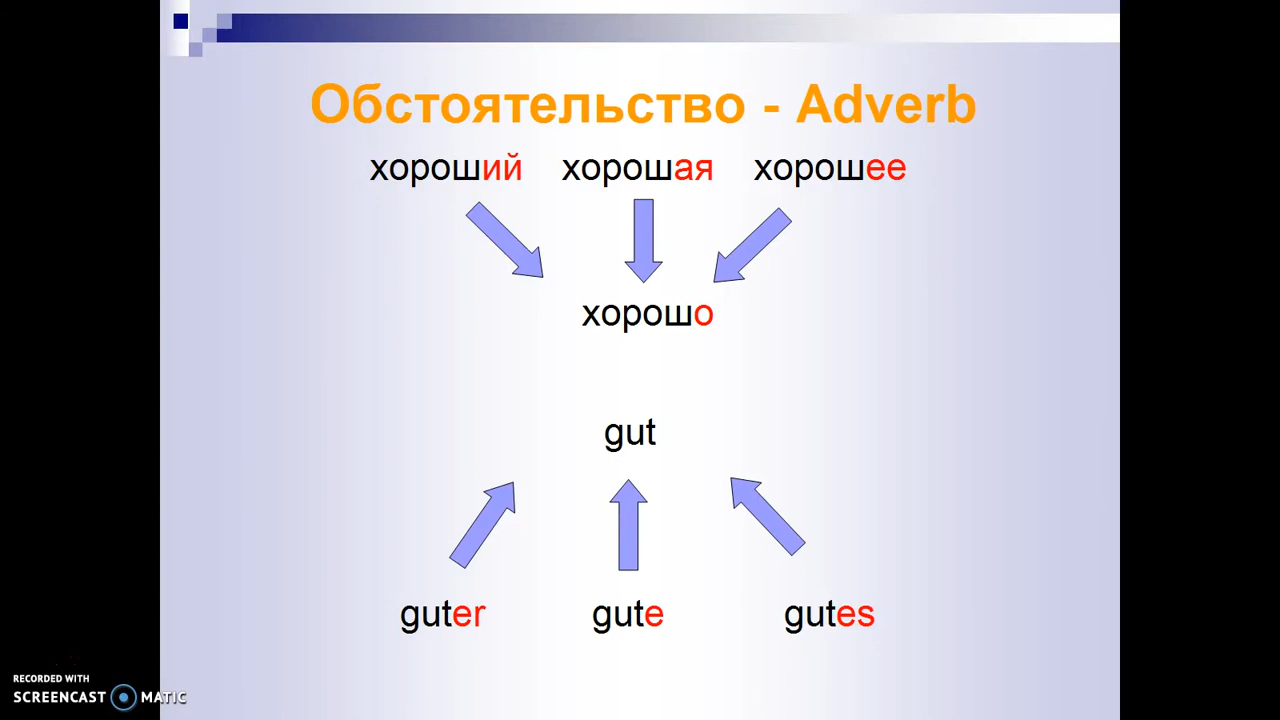 Обстоятельство - Adverb
хороший хорошая хорошее
хорошо
gut
guter gute gutes
RECORDED WITH
SCREENCAST MATIC